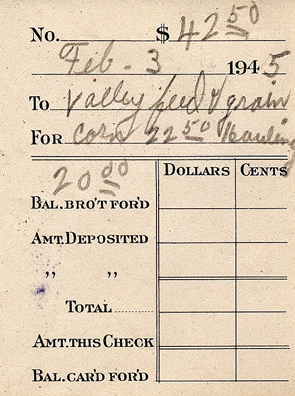 No. $ 42 50
Feb - 3 1945
To Valley feed & grain
For corn 22 50 Hauling
20 00
DOLLARS CENTS
BAL. BRO'T FOR'D
AMT. DEPOSITED
,, ,,
TOTAL
AMT. THIS CHECK
BAL. CAR'D FOR'D